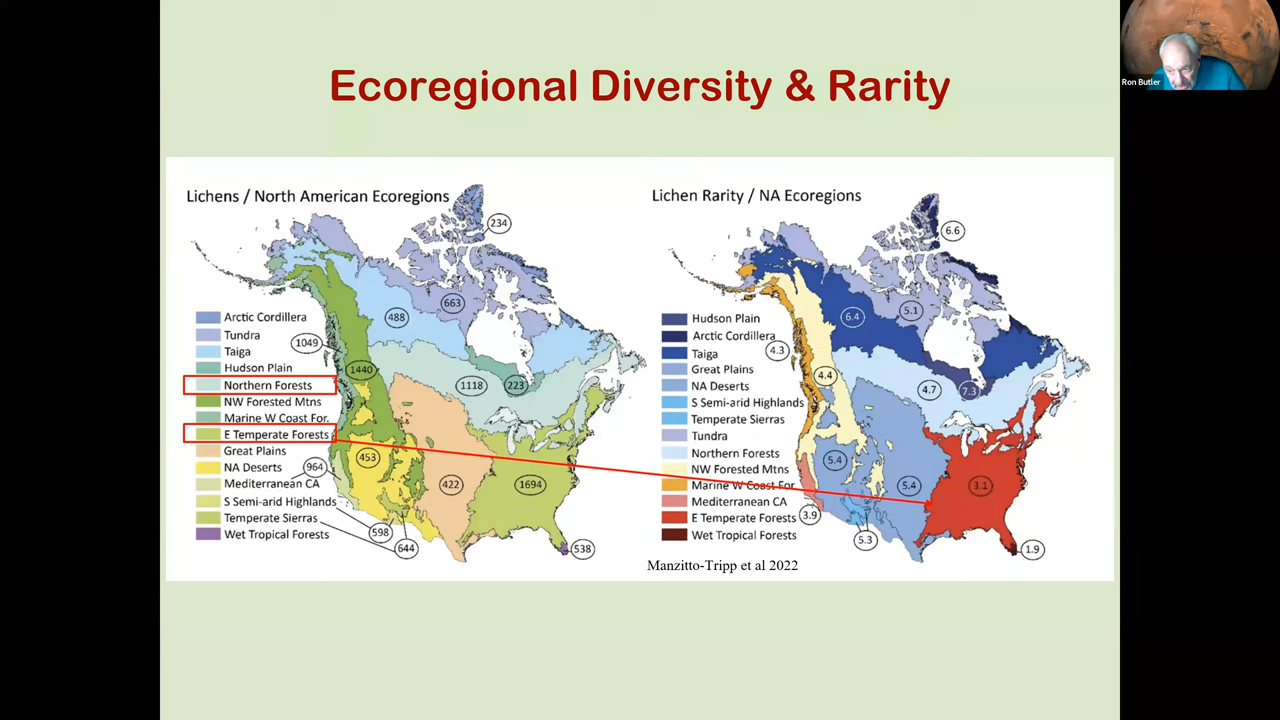 Ecoregional Diversity & Rarity
Ron Butler
Lichens / North American Ecoregions
234
663
488
1049
1440
1118
223
453
964
422
1694
598
644
538
Arctic Cordillera
Tundra
Taiga
Hudson Plain
Northern Forests
NW Forested Mtns
Marine W Coast For.
E Temperate Forests
Great Plains
NA Deserts
Mediterranean CA
S Semi-arid Highlands
Temperate Sierras
Wet Tropical Forests
Lichen Rarity / NA Ecoregions
6.6
5.1
6.4
4.3
4.4
4.7
7.3
5.4
5.4
3.1
3.9
5.3
1.9
Hudson Plain
Arctic Cordillera
Taiga
Great Plains
NA Deserts
S Semi-arid Highlands
Temperate Sierras
Tundra
Northern Forests
NW Forested Mtns
Marine W Coast For
Mediterranean CA
E Temperate Forests
Wet Tropical Forests
Manzitto-Tripp et al 2022